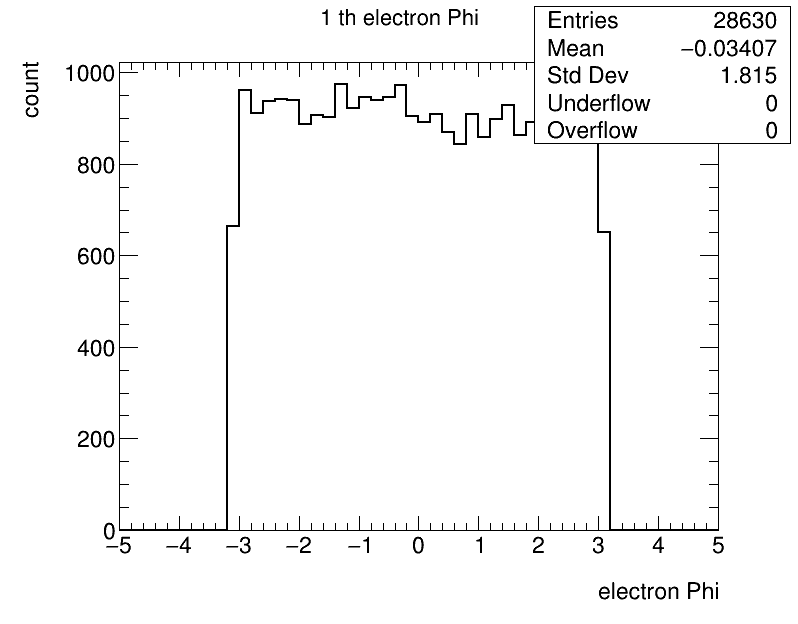 1 th electron Phi
Entries 28630
Mean −0.03407
Std Dev 1.815
Underflow 0
Overflow 0
count
1000
800
600
400
200
0
−5 −4 −3 −2 −1 0 1 2 3 4 5
electron Phi